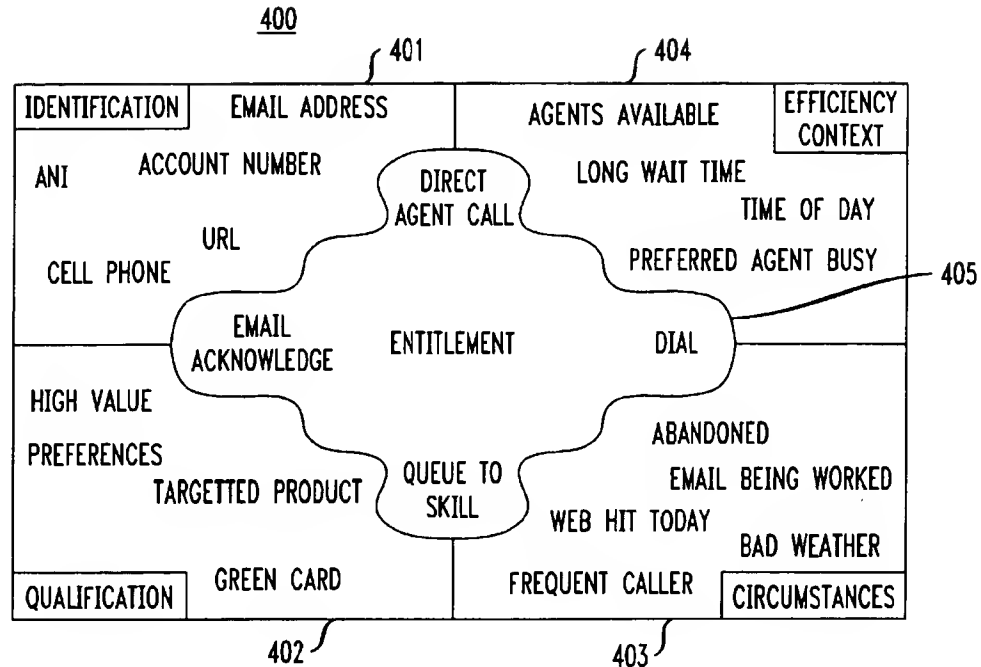 400
401
404
IDENTIFICATION
EMAIL ADDRESS
ACCOUNT NUMBER
ANI
URL
CELL PHONE
AGENTS AVAILABLE
EFFICIENCY
CONTEXT
LONG WAIT TIME
TIME OF DAY
PREFERRED AGENT BUSY
405
DIRECT
AGENT CALL
EMAIL
ACKNOWLEDGE
ENTITLEMENT
DIAL
QUEUE TO
SKILL
HIGH VALUE
PREFERENCES
TARGETTED PRODUCT
GREEN CARD
QUALIFICATION
ABANDONED
EMAIL BEING WORKED
WEB HIT TODAY
BAD WEATHER
FREQUENT CALLER
CIRCUMSTANCES
402
403